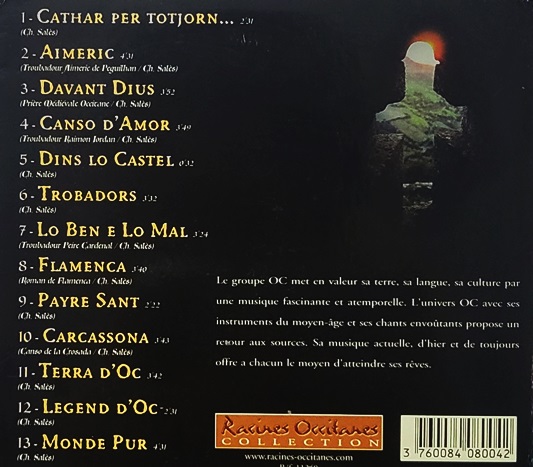 1 - CATHAR PER TOTJORN... 2'31
(Ch. Salès)
2 - AIMERIC 4'31
(Troubadour Aimeric de Peguilhan / Ch. Salès)
3 - DAVANT DIUS 3'52
(Prière Médiévale Occitane / Ch. Salès)
4 - CANSO D'AMOR 3'49
(Troubadour Raimon Jordan / Ch. Salès)
5 - DINS LO CASTEL 0'32
(Ch. Salès)
6 - TROBADORS 3'32
(Ch. Salès)
7 - LO BEN E LO MAL 3'24
(Troubadour Peire Cardenal / Ch. Salès)
8 - FLAMENCA 3'40
(Roman de Flamenca / Ch. Salès)
9 - PAYRE SANT 2'22
(Ch. Salès)
10 - CARCASSONA 3'43
(Canso de la Crosada / Ch. Salès)
11 - TERRA D'OC 3'42
(Ch. Salès)
12 - LEGEND D'OC 2'31
(Ch. Salès)
13 - MONDE PUR 4'31
(Ch. Salès)
Le groupe OC met en valeur sa terre, sa langue, sa culture par
une musique fascinante et atemporelle. L'univers OC avec ses
instruments du moyen-âge et ses chants envoûtants propose un
retour aux sources. Sa musique actuelle, d'hier et de toujours
offre a chacun le moyen d'atteindre ses rêves.
Racines Occitanes
COLLECTION
www.racines-occitanes.com
3 760084 080042